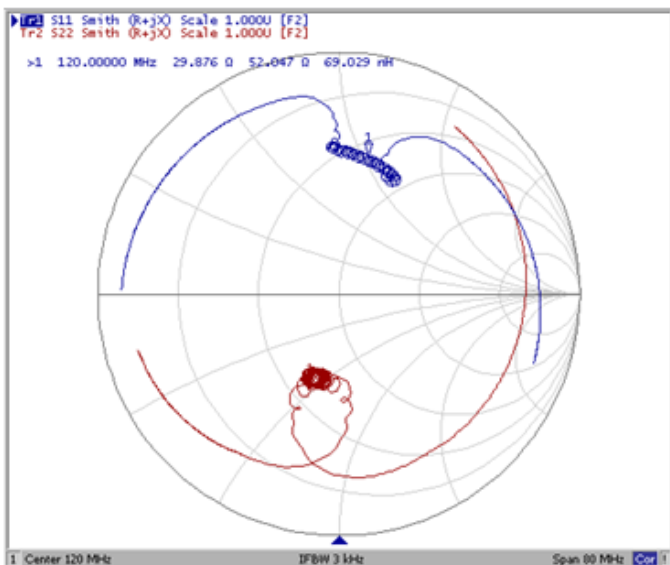 ▶Tr1 S11 Smith (R+jX) Scale 1.000U [F2]
Tr2 S22 Smith (R+jX) Scale 1.000U [F2]
>1 120.00000 MHz 29.876 Ω 52.047 Ω 69.029 nH
1
1 Center 120 MHz IFBW 3 kHz Span 80 MHz Cor !